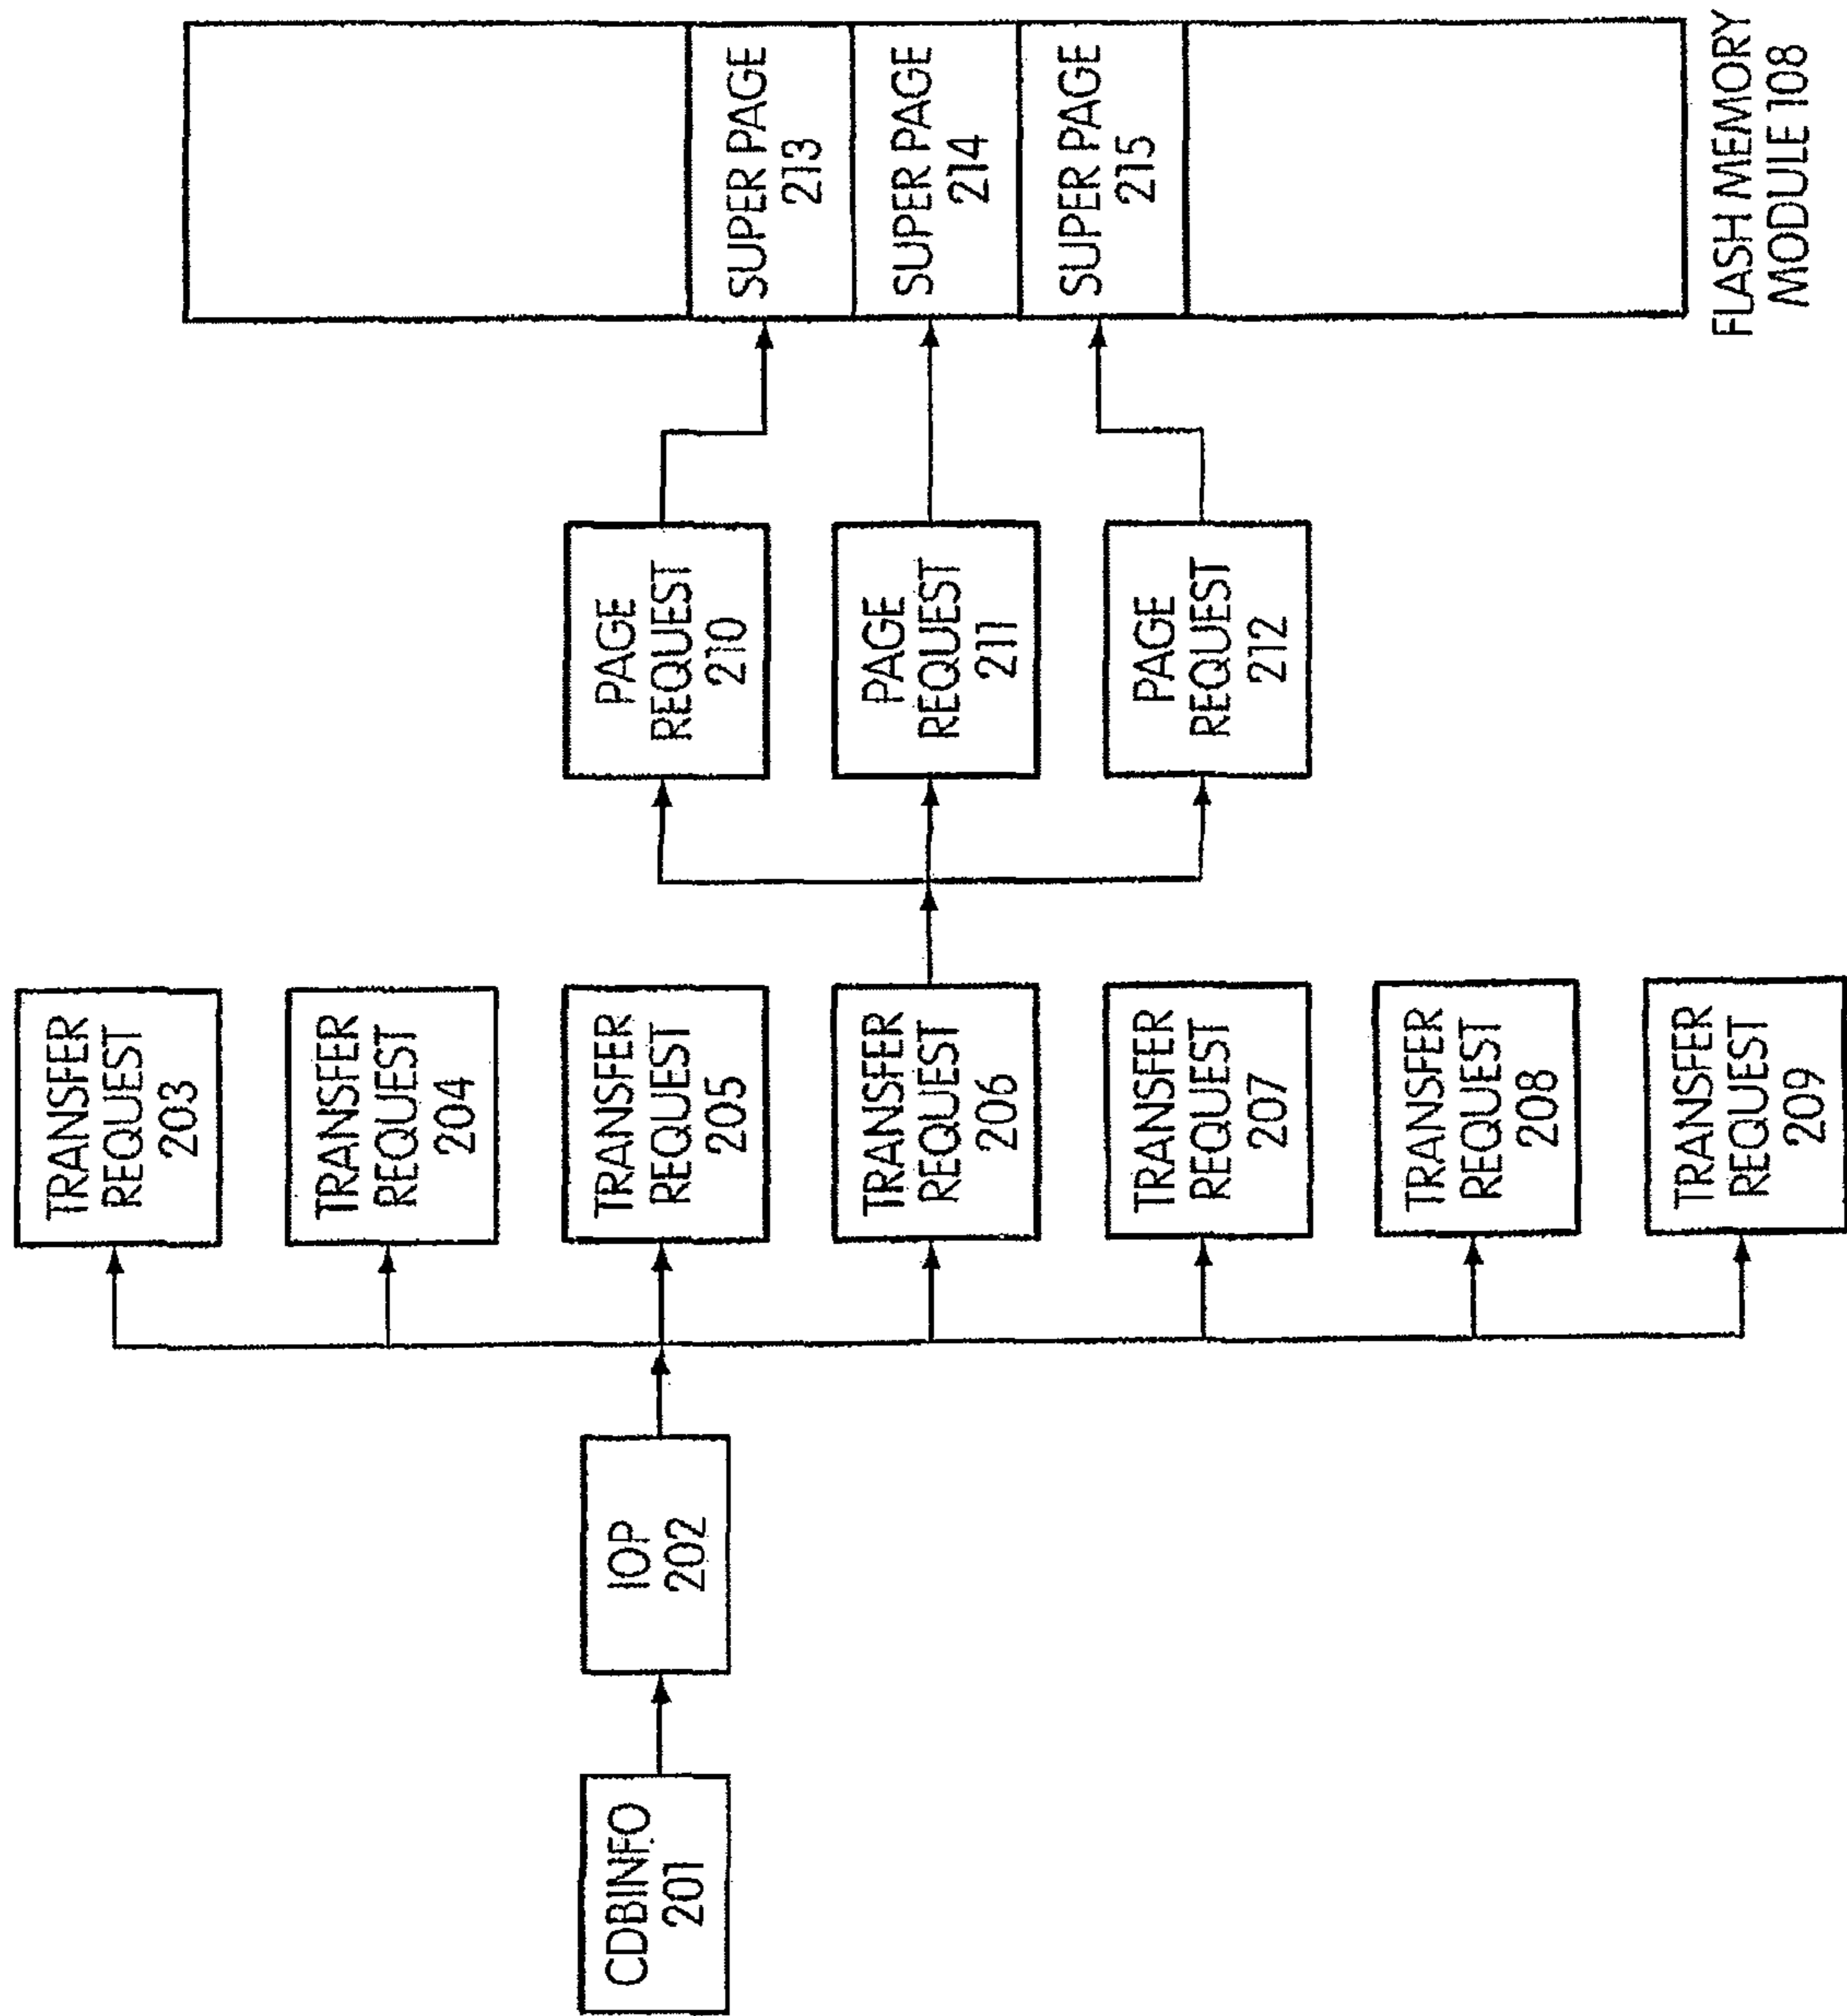 CDBINFO
201
IOP
202
TRANSFER
REQUEST
203
TRANSFER
REQUEST
204
TRANSFER
REQUEST
205
TRANSFER
REQUEST
206
TRANSFER
REQUEST
207
TRANSFER
REQUEST
208
TRANSFER
REQUEST
209
PAGE
REQUEST
210
PAGE
REQUEST
211
PAGE
REQUEST
212
SUPER PAGE
213
SUPER PAGE
214
SUPER PAGE
215
FLASH MEMORY
MODULE 108